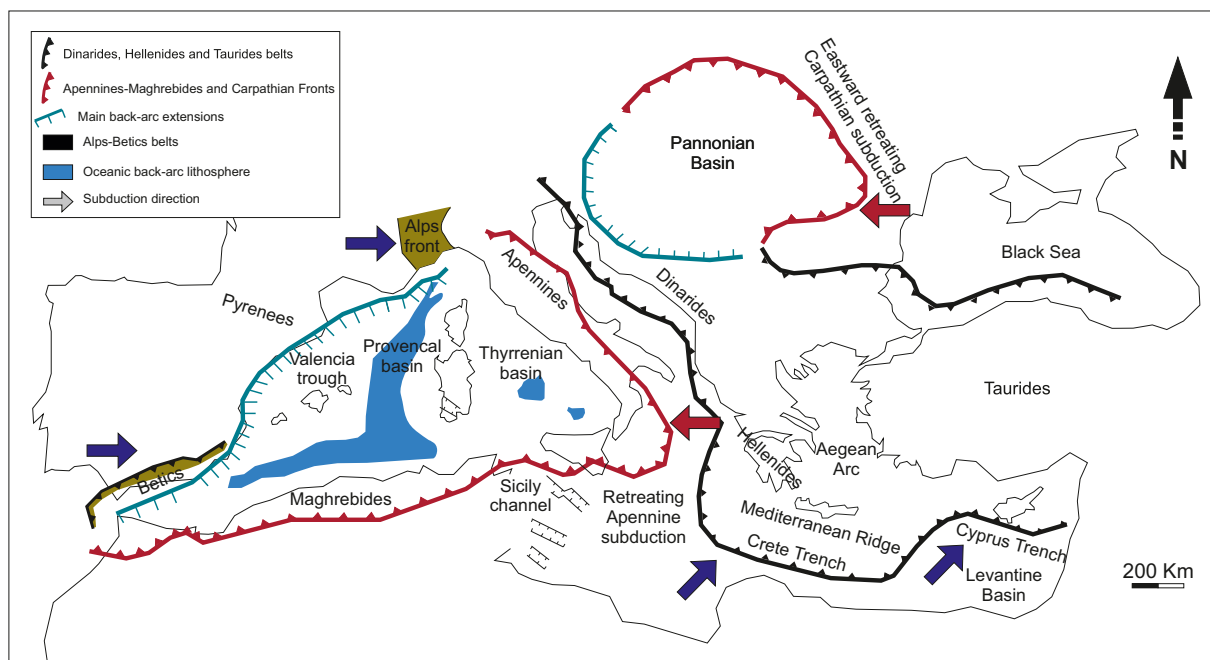 Dinarides, Hellenides and Taurides belts
Apennines-Maghrebides and Carpathian Fronts
Main back-arc extensions
Alps-Betics belts
Oceanic back-arc lithosphere
Subduction direction
Eastward retreating
Carpathian subduction
N
Pannonian
Basin
Alps
front
Black Sea
Apennines
Dinarides
Pyrenees
Provencal
basin
Valencia
trough
Thyrrenian
basin
Taurides
Hellenides
Aegean
Arc
Betics
Maghrebides
Sicily
channel
Retreating
Apennine
subduction
Mediterranean Ridge
Crete Trench
Cyprus Trench
Levantine
Basin
200 Km